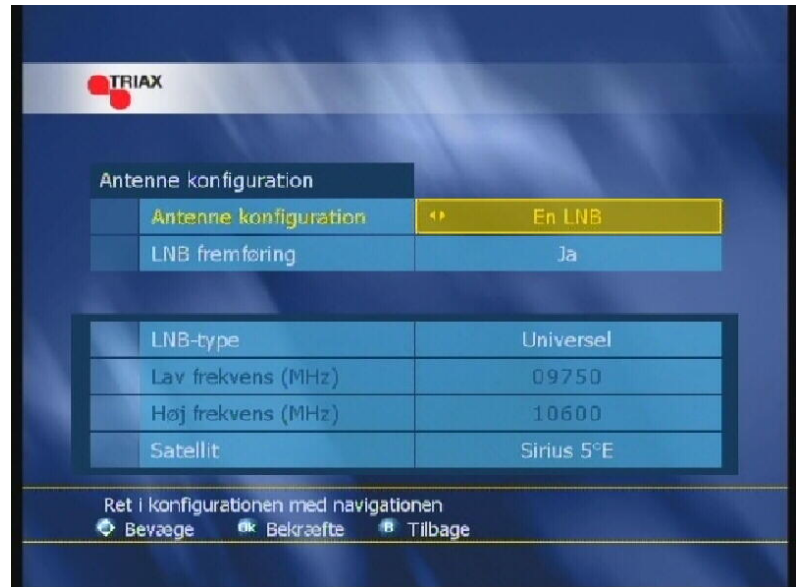 TRIAX
Antenne konfiguration
Antenne konfiguration En LNB
LNB fremføring Ja
LNB-type Universel
Lav frekvens (MHz) 09750
Høj frekvens (MHz) 10600
Satellit Sirius 5°E
Ret i konfigurationen med navigationen
Bevæge Ok Bekræfte B Tilbage